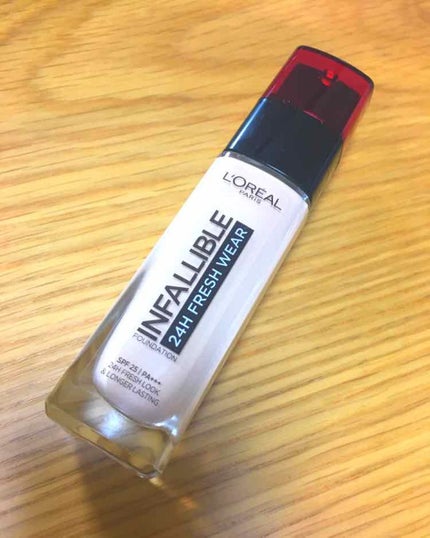 L'ORÉAL
PARIS
INFALLIBLE
24H FRESH WEAR
FOUNDATION
SPF 25 | PA+++
24H FRESH LOOK
& LONGER LASTING